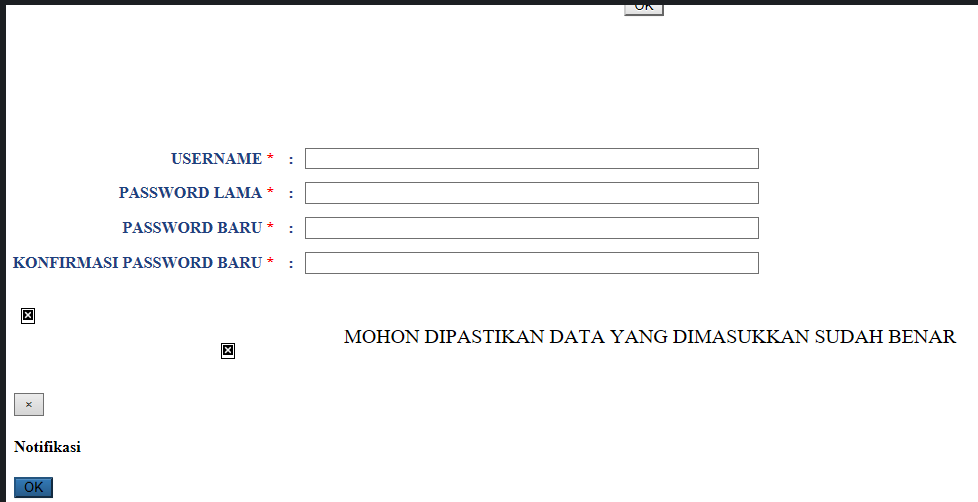 OK
USERNAME * :
PASSWORD LAMA * :
PASSWORD BARU * :
KONFIRMASI PASSWORD BARU * :
MOHON DIPASTIKAN DATA YANG DIMASUKKAN SUDAH BENAR
×
Notifikasi
OK